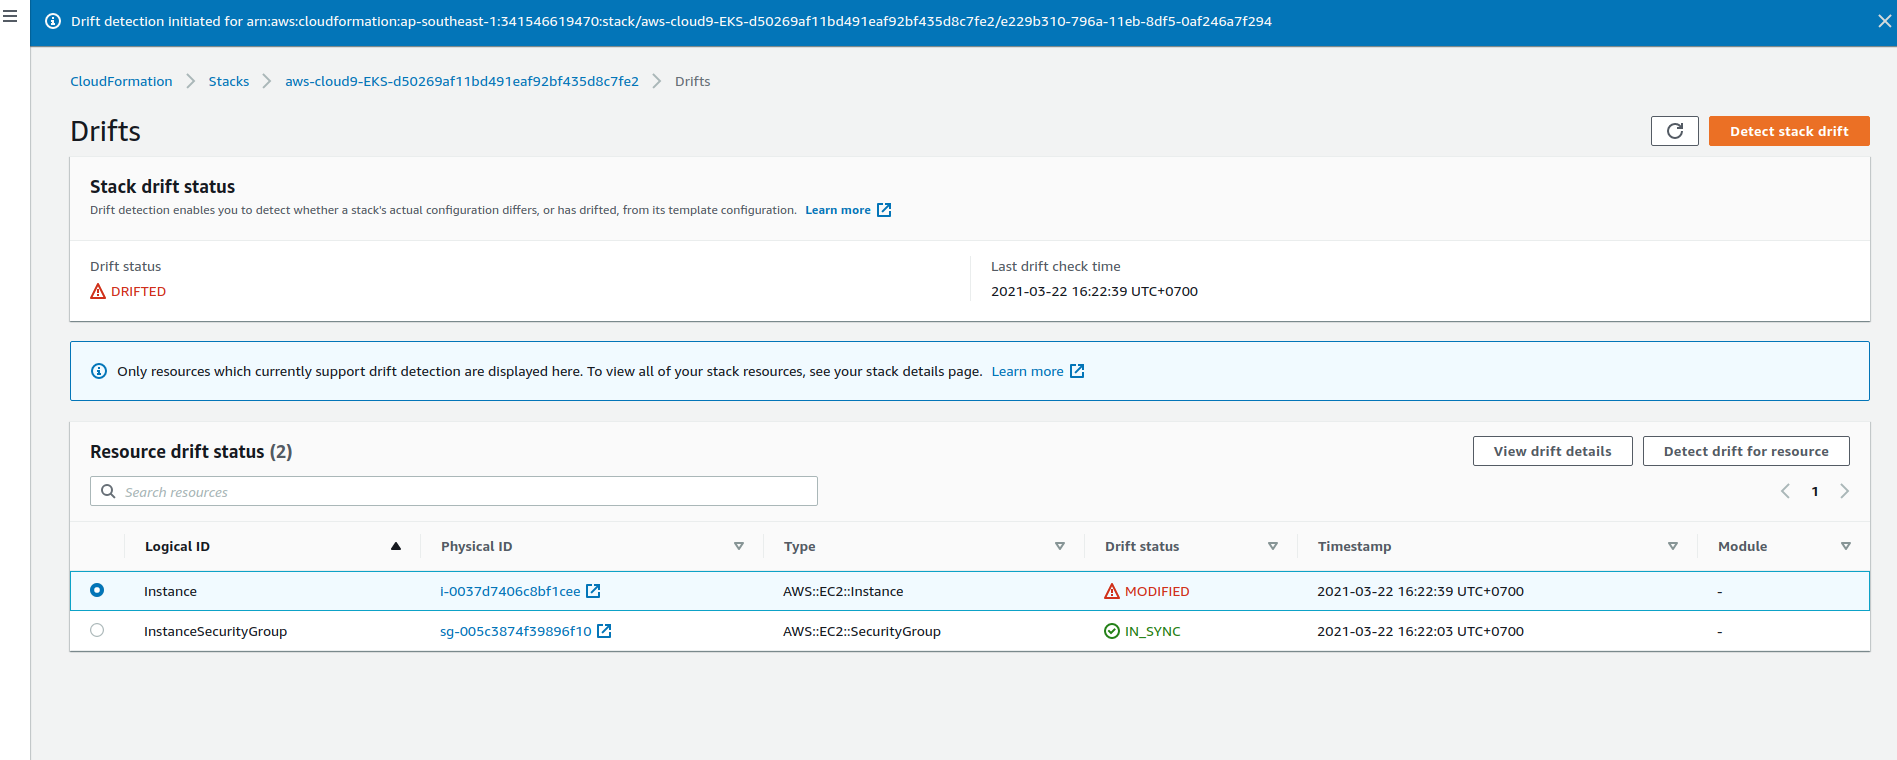 Drift detection initiated for arn:aws:cloudformation:ap-southeast-1:341546619470:stack/aws-cloud9-EKS-d50269af11bd491eaf92bf435d8c7fe2/e229b310-796a-11eb-8df5-0af246a7f294
CloudFormation Stacks aws-cloud9-EKS-d50269af11bd491eaf92bf435d8c7fe2 Drifts
Drifts
Detect stack drift
Stack drift status
Drift detection enables you to detect whether a stack's actual configuration differs, or has drifted, from its template configuration. Learn more
Drift status Last drift check time
DRIFTED 2021-03-22 16:22:39 UTC+0700
Only resources which currently support drift detection are displayed here. To view all of your stack resources, see your stack details page. Learn more
Resource drift status (2) View drift details Detect drift for resource
Search resources 1
Logical ID Physical ID Type Drift status Timestamp Module
Instance i-0037d7406c8bf1cee AWS::EC2::Instance MODIFIED 2021-03-22 16:22:39 UTC+0700 -
InstanceSecurityGroup sg-005c3874f39896f10 AWS::EC2::SecurityGroup IN_SYNC 2021-03-22 16:22:03 UTC+0700 -